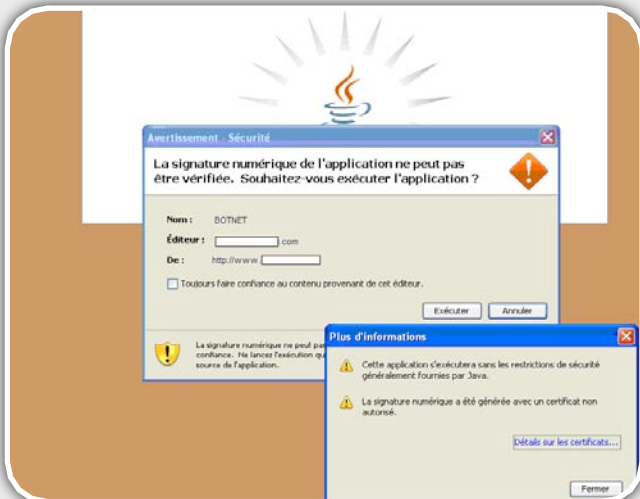 Avertissement - Sécurité
La signature numérique de l'application ne peut pas
être vérifiée. Souhaitez-vous exécuter l'application ?
Nom : BOTNET
Éditeur : .com
De : http://www.
Toujours faire confiance au contenu provenant de cet éditeur.
Exécuter Annuler
La signature numérique ne peut pas
confiance. Ne lancez l'exécution qu
source de l'application.
Plus d'informations
Cette application s'exécutera sans les restrictions de sécurité
généralement fournies par Java.
La signature numérique a été générée avec un certificat non
autorisé.
Détails sur les certificats...
Fermer